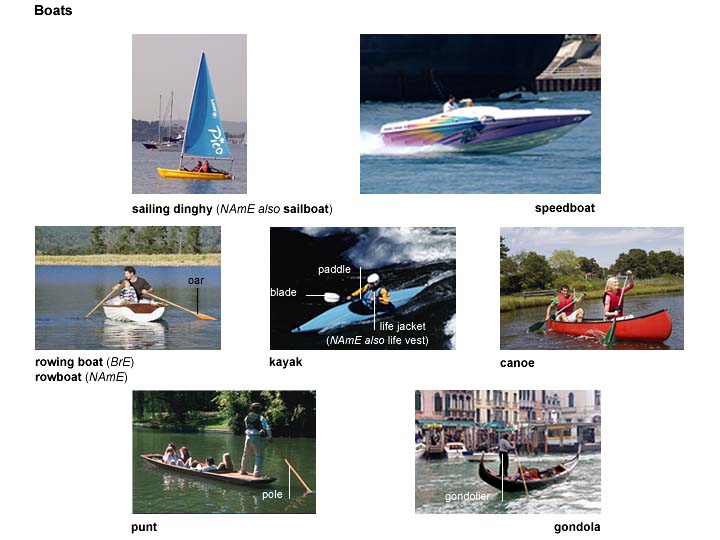 Boats
PiCO
sailing dinghy (NAmE also sailboat)
speedboat
oar
rowing boat (BrE)
rowboat (NAmE)
paddle
blade
life jacket
(NAmE also life vest)
kayak
canoe
pole
punt
gondolier
gondola